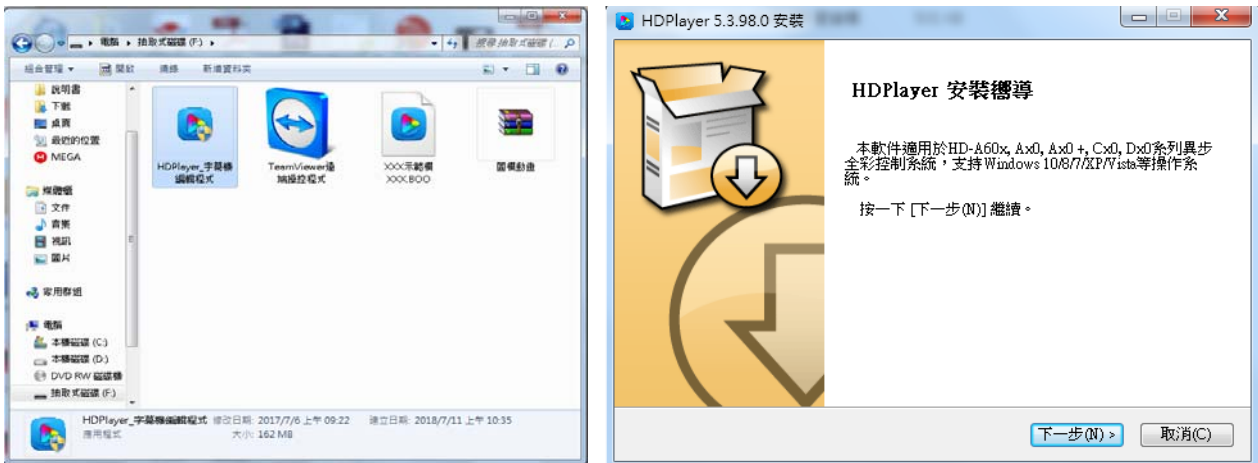 電腦 ▸ 抽取式磁碟 (F:) ▸
搜尋 抽取式磁碟 (...
組合管理 ▾ 開啟 燒錄 新增資料夾
說明書
下載
桌面
最近的位置
MEGA
媒體櫃
文件
音樂
視訊
圖片
家用群組
電腦
本機磁碟 (C:)
本機磁碟 (D:)
DVD RW 磁碟機
抽取式磁碟 (F:)
HDPlayer_字幕機
編輯程式
TeamViewer遠
端操控程式
XXX示範檔
XXX.BOO
圖檔動畫
HDPlayer_字幕機編輯程式 修改日期: 2017/7/6 上午 09:22 建立日期: 2018/7/11 上午 10:35
應用程式 大小: 162 MB
HDPlayer 5.3.98.0 安裝
HDPlayer 安裝嚮導
本軟件適用於HD-A60x, Ax0, Ax0 +, Cx0, Dx0系列異步
全彩控制系統，支持Windows 10/8/7/XP/Vista等操作系
統。
按一下 [下一步(N)] 繼續。
下一步(N) >
取消(C)